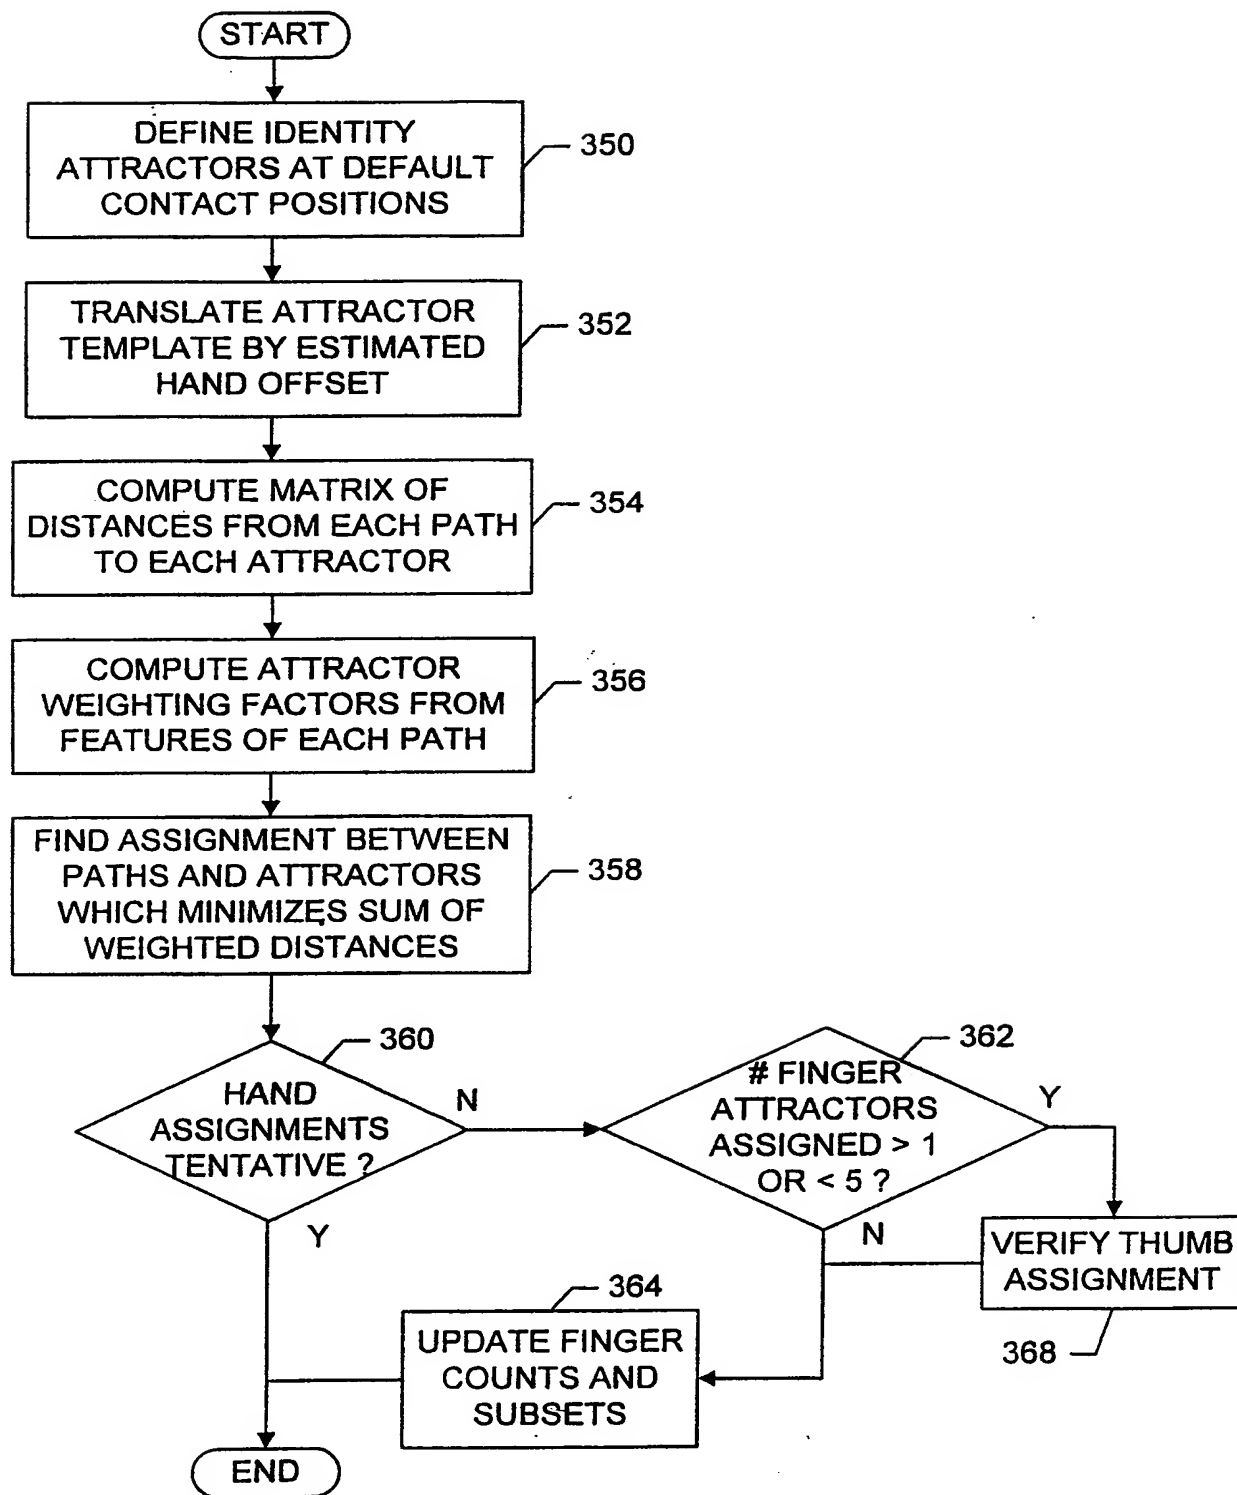 START
DEFINE IDENTITY
ATTRACTORS AT DEFAULT
CONTACT POSITIONS
350
TRANSLATE ATTRACTOR
TEMPLATE BY ESTIMATED
HAND OFFSET
352
COMPUTE MATRIX OF
DISTANCES FROM EACH PATH
TO EACH ATTRACTOR
354
COMPUTE ATTRACTOR
WEIGHTING FACTORS FROM
FEATURES OF EACH PATH
356
FIND ASSIGNMENT BETWEEN
PATHS AND ATTRACTORS
WHICH MINIMIZES SUM OF
WEIGHTED DISTANCES
358
360
HAND
ASSIGNMENTS
TENTATIVE ?
N
Y
362
# FINGER
ATTRACTORS
ASSIGNED > 1
OR < 5 ?
Y
N
VERIFY THUMB
ASSIGNMENT
368
364
UPDATE FINGER
COUNTS AND
SUBSETS
END